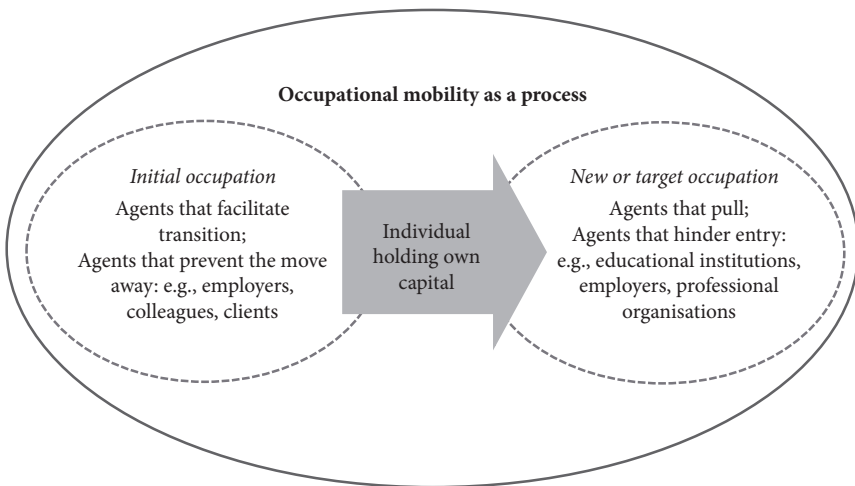 Occupational mobility as a process
Initial occupation
Agents that facilitate
transition;
Agents that prevent the move
away: e.g., employers,
colleagues, clients
Individual
holding own
capital
New or target occupation
Agents that pull;
Agents that hinder entry:
e.g., educational institutions,
employers, professional
organisations